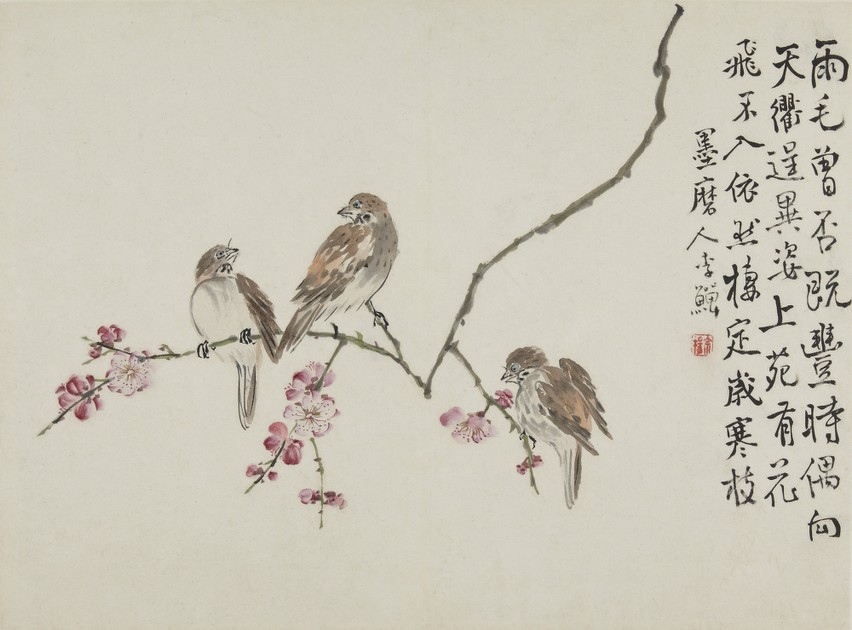 羽毛曾否既豐時偶向
天衢逞異姿上苑有花
飛不入依然棲定歲寒枝
墨磨人李鱓